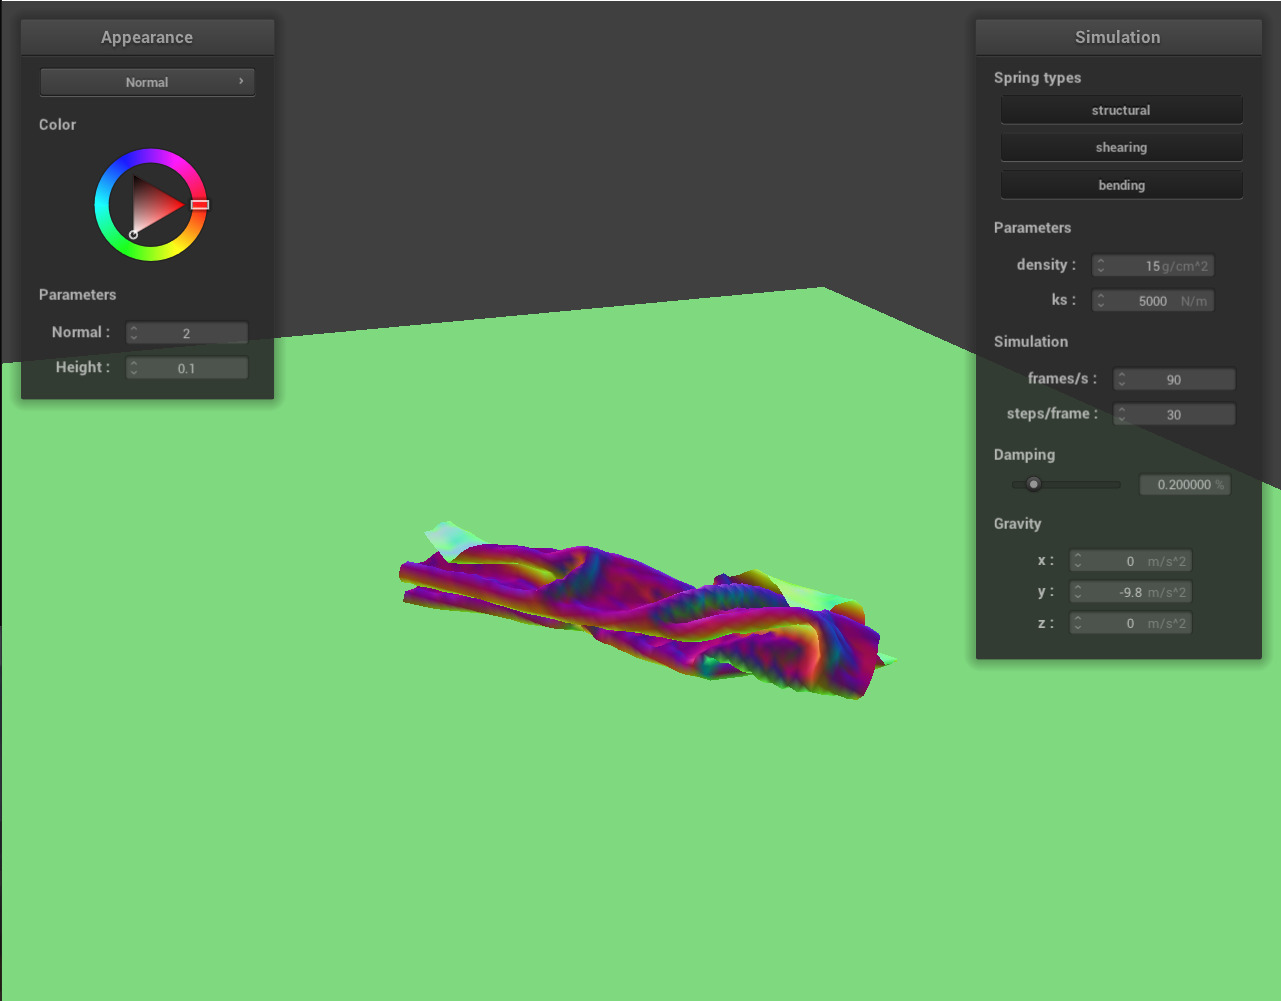 Appearance
Normal
Color
Parameters
Normal : 2
Height : 0.1
Simulation
Spring types
structural
shearing
bending
Parameters
density : 15 g/cm^2
ks : 5000 N/m
Simulation
frames/s : 90
steps/frame : 30
Damping
0.200000 %
Gravity
x : 0 m/s^2
y : -9.8 m/s^2
z : 0 m/s^2